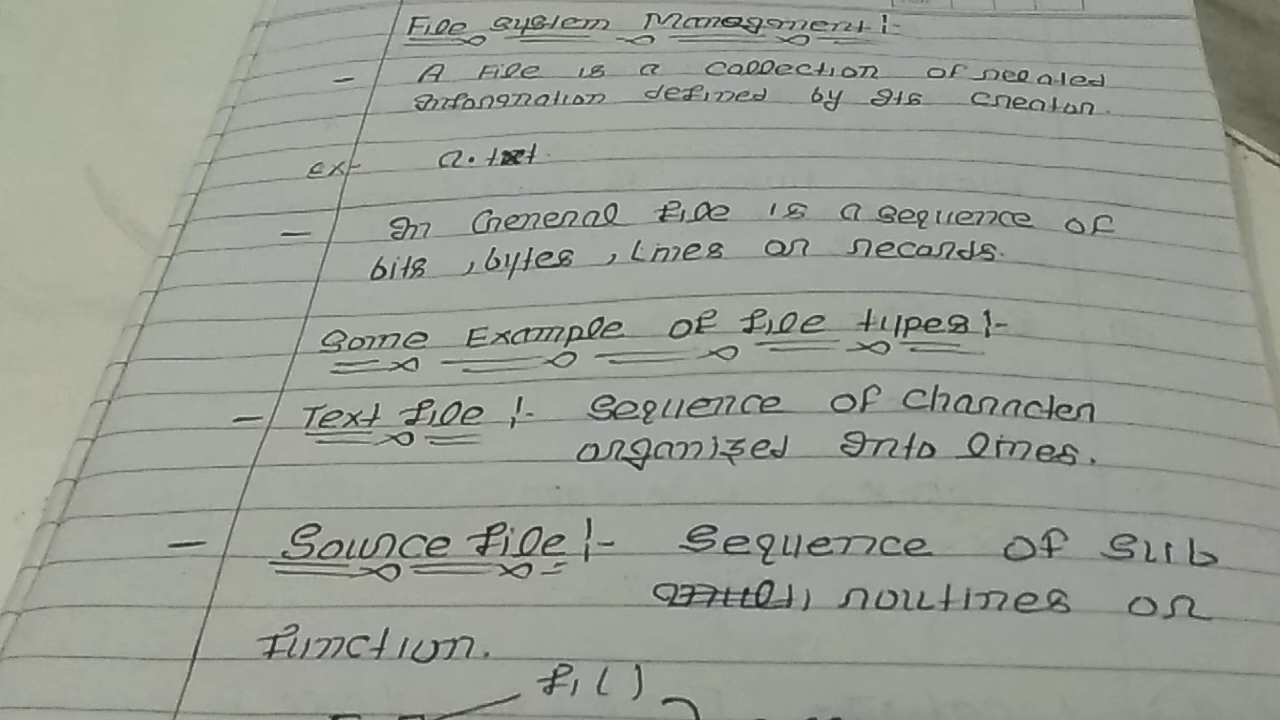 File System Management :-
- A File is a collection of related
Information defined by Its Creator.
Ex:- a.txt.
- In General file is a sequence of
bits, bytes, Lines or records.
Some Example of file types :-
- Text file :- Sequence of Character
organized Into lines.
- Source file :- Sequence of Sub
routines or
function.
f1()